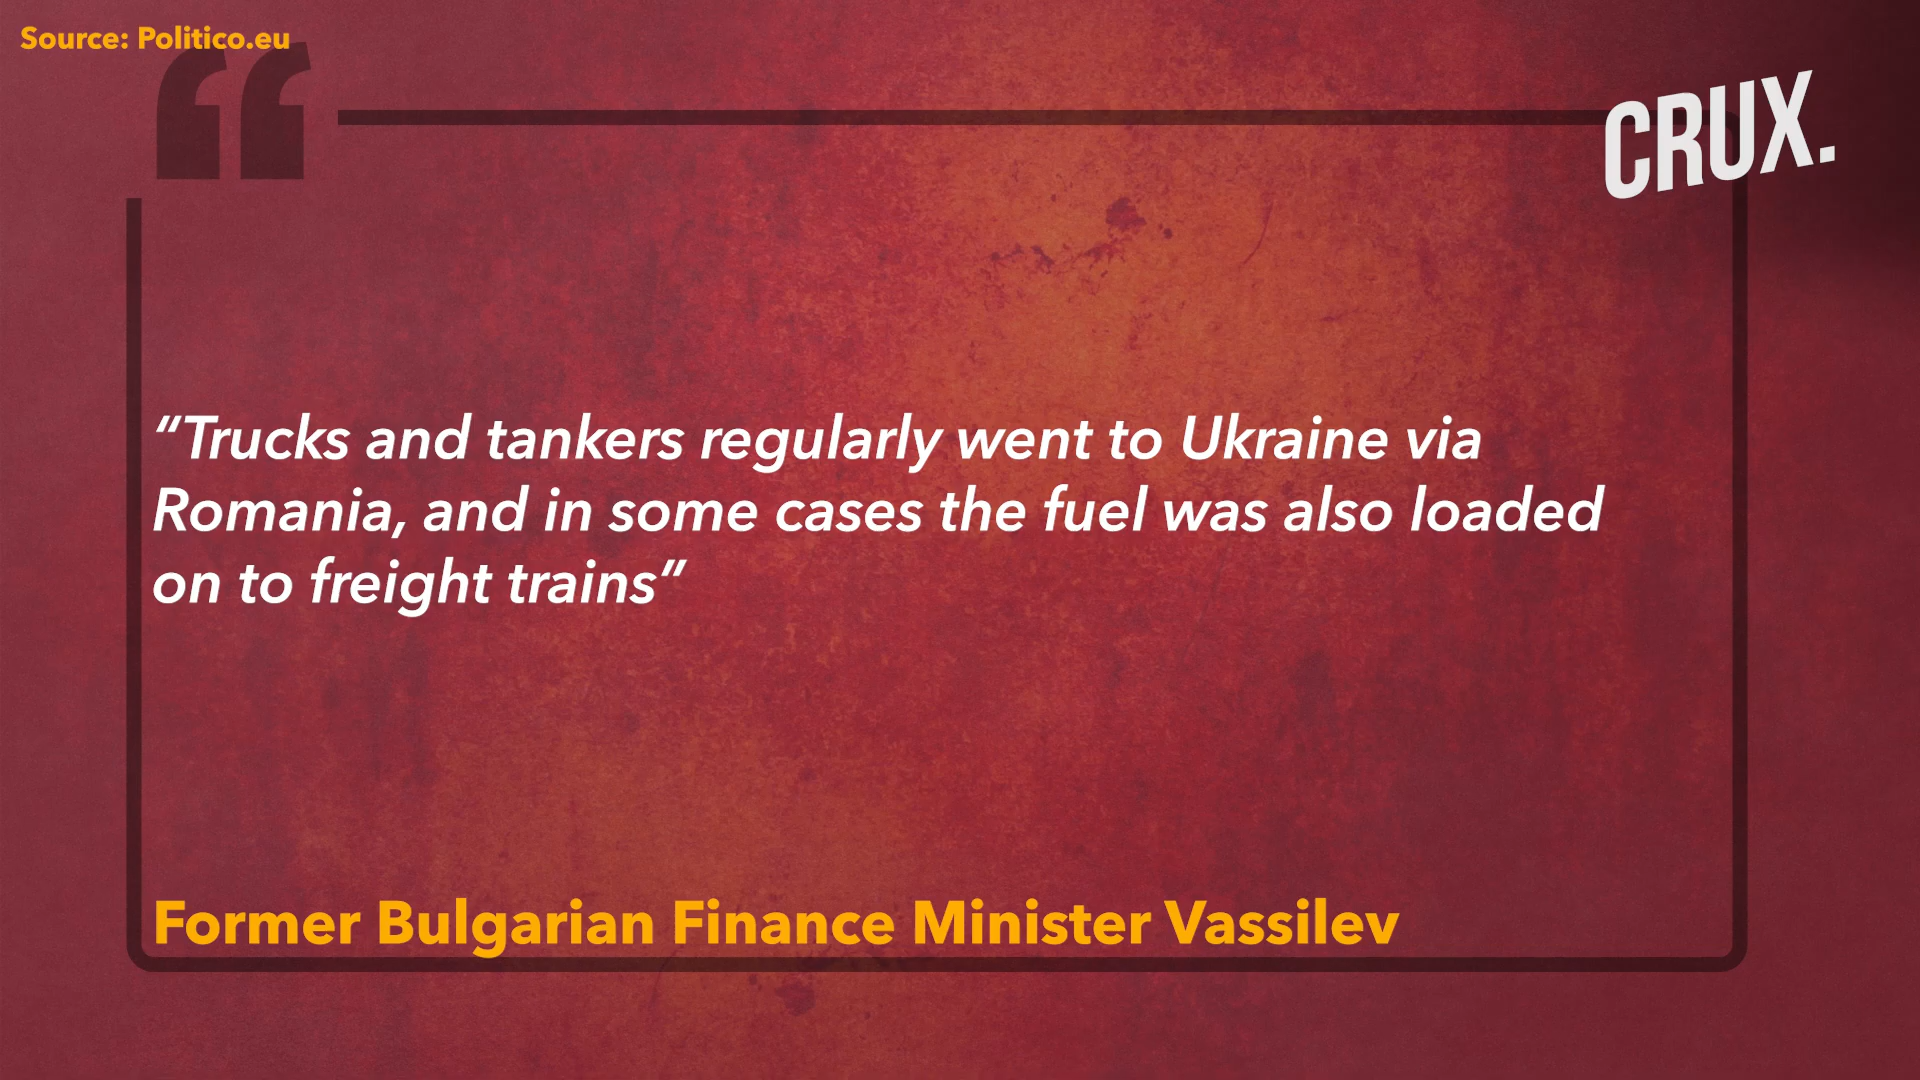 Source: Politico.eu
CRUX.
“Trucks and tankers regularly went to Ukraine via
Romania, and in some cases the fuel was also loaded
on to freight trains”
Former Bulgarian Finance Minister Vassilev